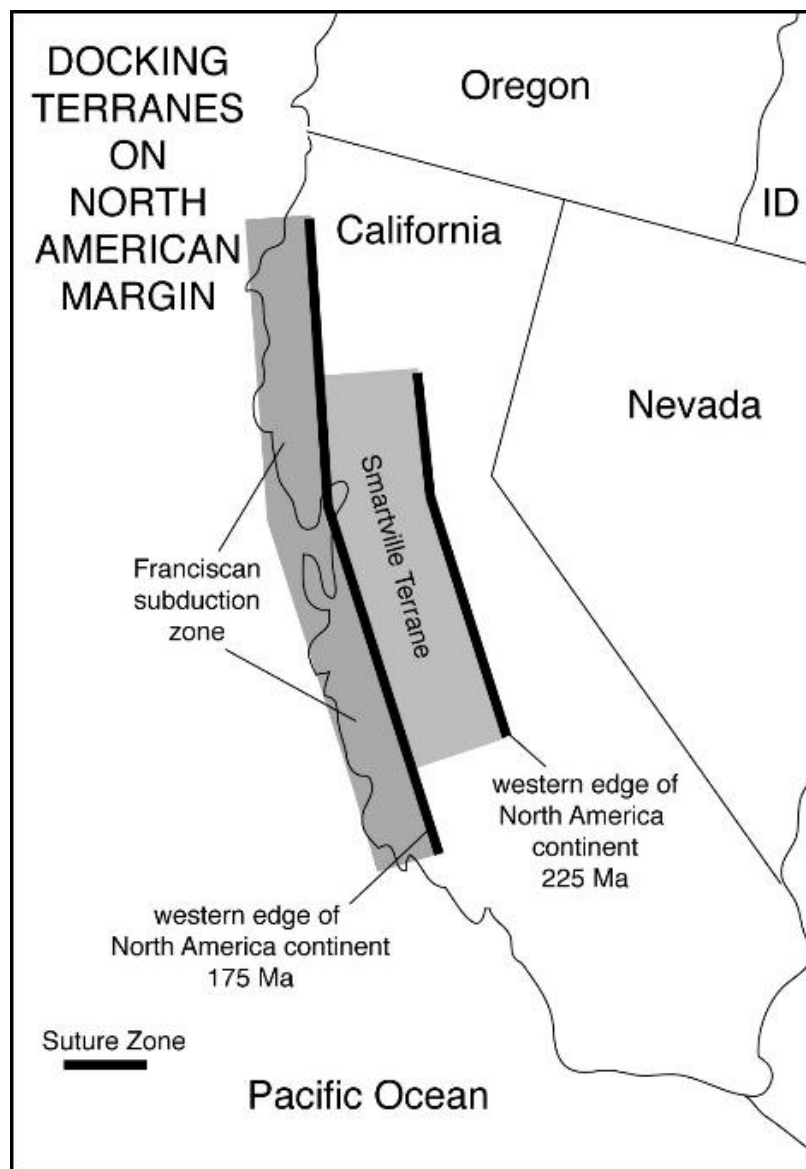 DOCKING
TERRANES
ON
NORTH
AMERICAN
MARGIN
Oregon
ID
California
Nevada
Smartville Terrane
Franciscan
subduction
zone
western edge of
North America
continent
225 Ma
western edge of
North America continent
175 Ma
Suture Zone
Pacific Ocean